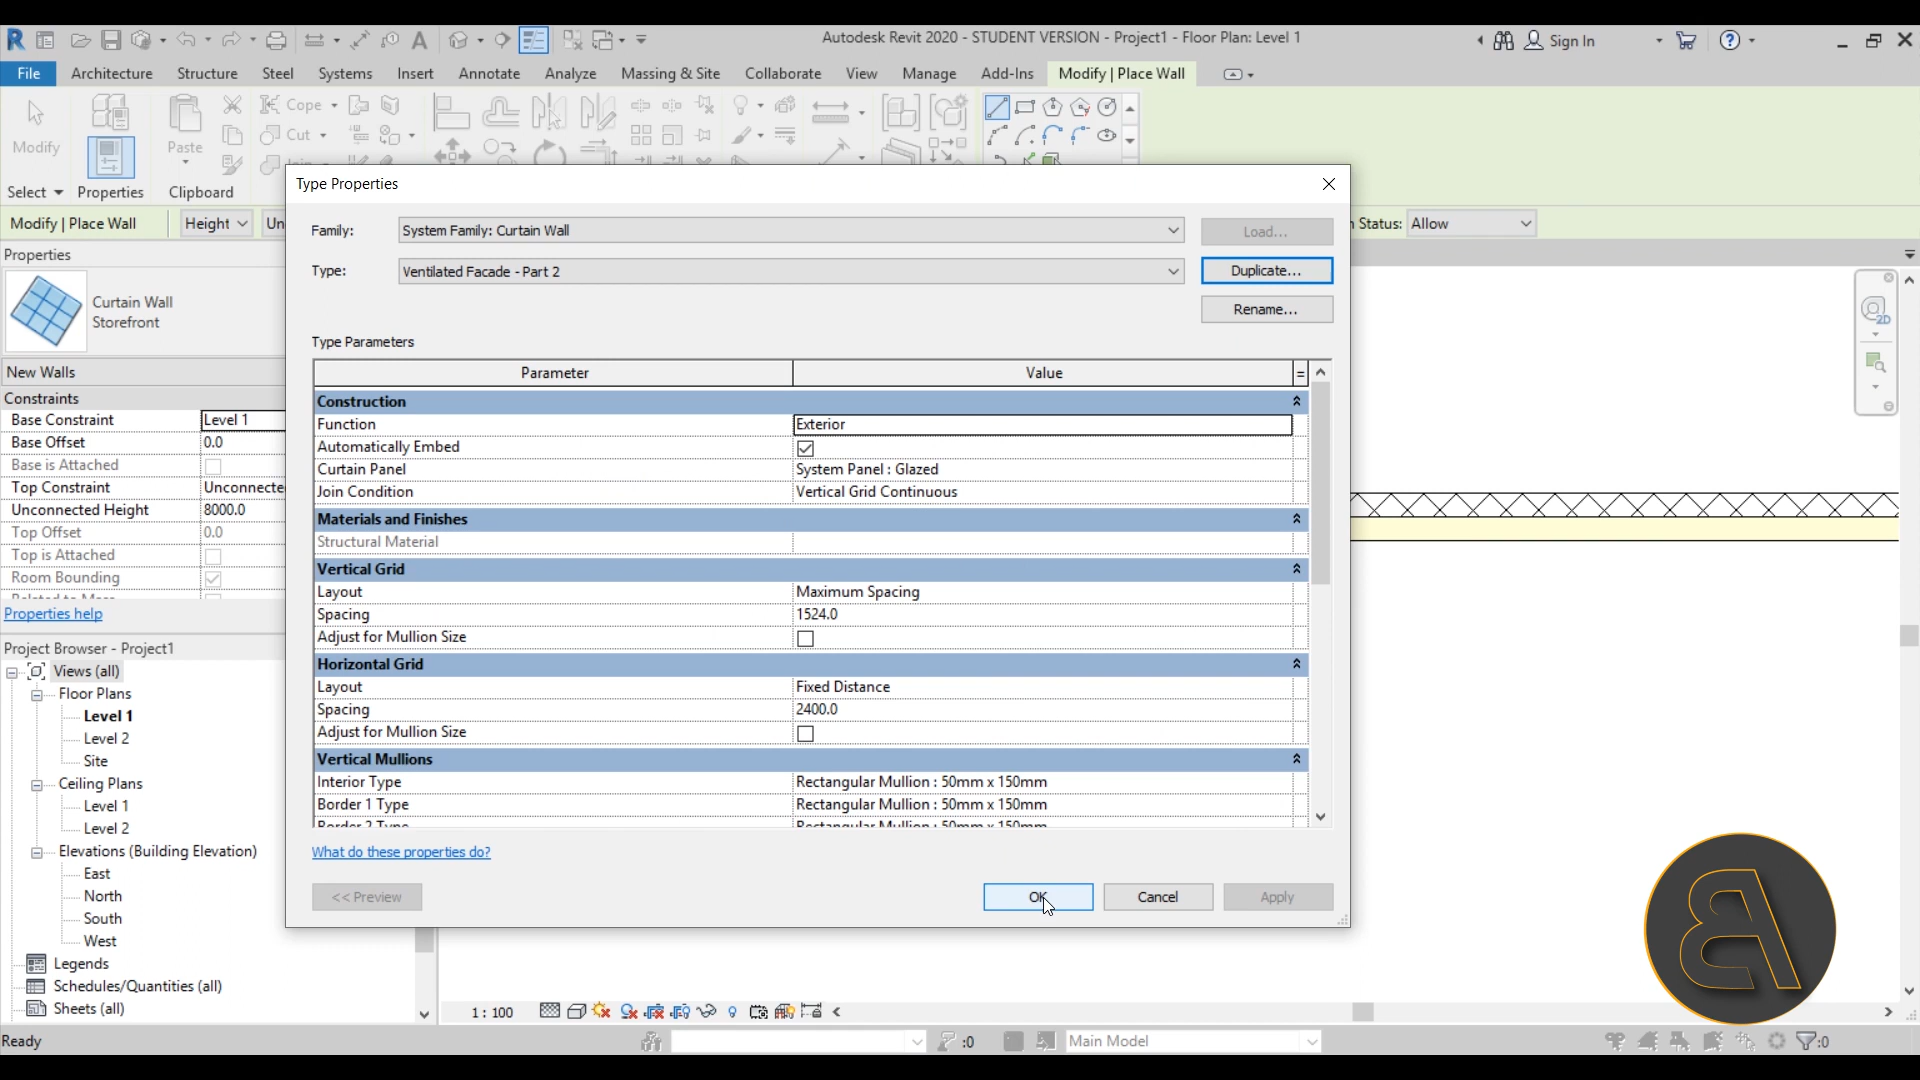 Autodesk Revit 2020 - STUDENT VERSION - Project1 - Floor Plan: Level 1
Sign In
File Architecture Structure Steel Systems Insert Annotate Analyze Massing & Site Collaborate View Manage Add-Ins Modify | Place Wall
Cope
Cut
Modify
Paste
Select Properties Clipboard
Modify | Place Wall Height
Status: Allow
Type Properties
Family: System Family: Curtain Wall Load...
Type: Ventilated Facade - Part 2 Duplicate...
Rename...
Type Parameters
Parameter Value =
Construction
Function Exterior
Automatically Embed
Curtain Panel System Panel : Glazed
Join Condition Vertical Grid Continuous
Materials and Finishes
Structural Material
Vertical Grid
Layout Maximum Spacing
Spacing 1524.0
Adjust for Mullion Size
Horizontal Grid
Layout Fixed Distance
Spacing 2400.0
Adjust for Mullion Size
Vertical Mullions
Interior Type Rectangular Mullion : 50mm x 150mm
Border 1 Type Rectangular Mullion : 50mm x 150mm
Border 2 Type Rectangular Mullion : 50mm x 150mm
What do these properties do?
<< Preview OK Cancel Apply
Properties
Curtain Wall
Storefront
New Walls
Constraints
Base Constraint Level 1
Base Offset 0.0
Base is Attached
Top Constraint Unconnecte
Unconnected Height 8000.0
Top Offset 0.0
Top is Attached
Room Bounding
Properties help
Project Browser - Project1
Views (all)
Floor Plans
Level 1
Level 2
Site
Ceiling Plans
Level 1
Level 2
Elevations (Building Elevation)
East
North
South
West
Legends
Schedules/Quantities (all)
Sheets (all)
2D
1 : 100
Ready
:0
Main Model
:0